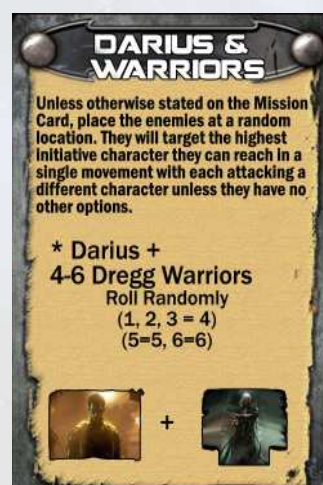 DARIUS &
WARRIORS
Unless otherwise stated on the Mission
Card, place the enemies at a random
location. They will target the highest
Initiative character they can reach in a
single movement with each attacking a
different character unless they have no
other options.
* Darius +
4-6 Dregg Warriors
Roll Randomly
(1, 2, 3 = 4)
(5=5, 6=6)
+